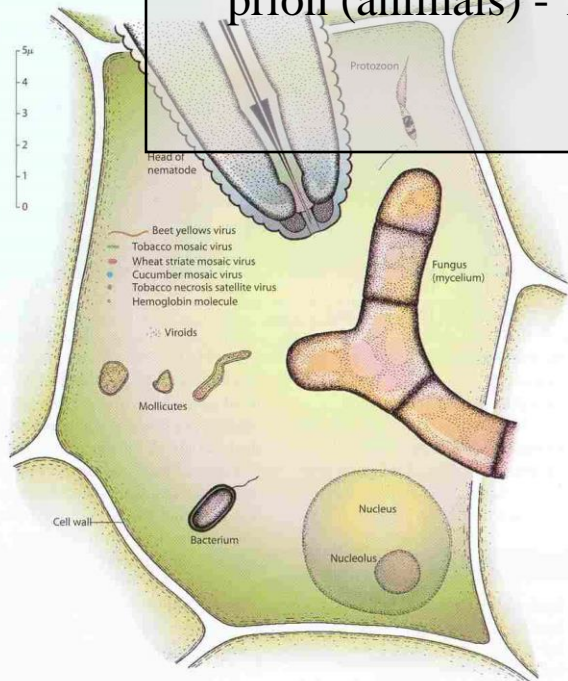 prioli (animals) -
5μ
4
3
2
1
0
Protozoon
Head of
nematode
Beet yellows virus
Tobacco mosaic virus
Wheat striate mosaic virus
Cucumber mosaic virus
Tobacco necrosis satellite virus
Hemoglobin molecule
Fungus
(mycelium)
Viroids
Mollicutes
Cell wall
Bacterium
Nucleus
Nucleolus